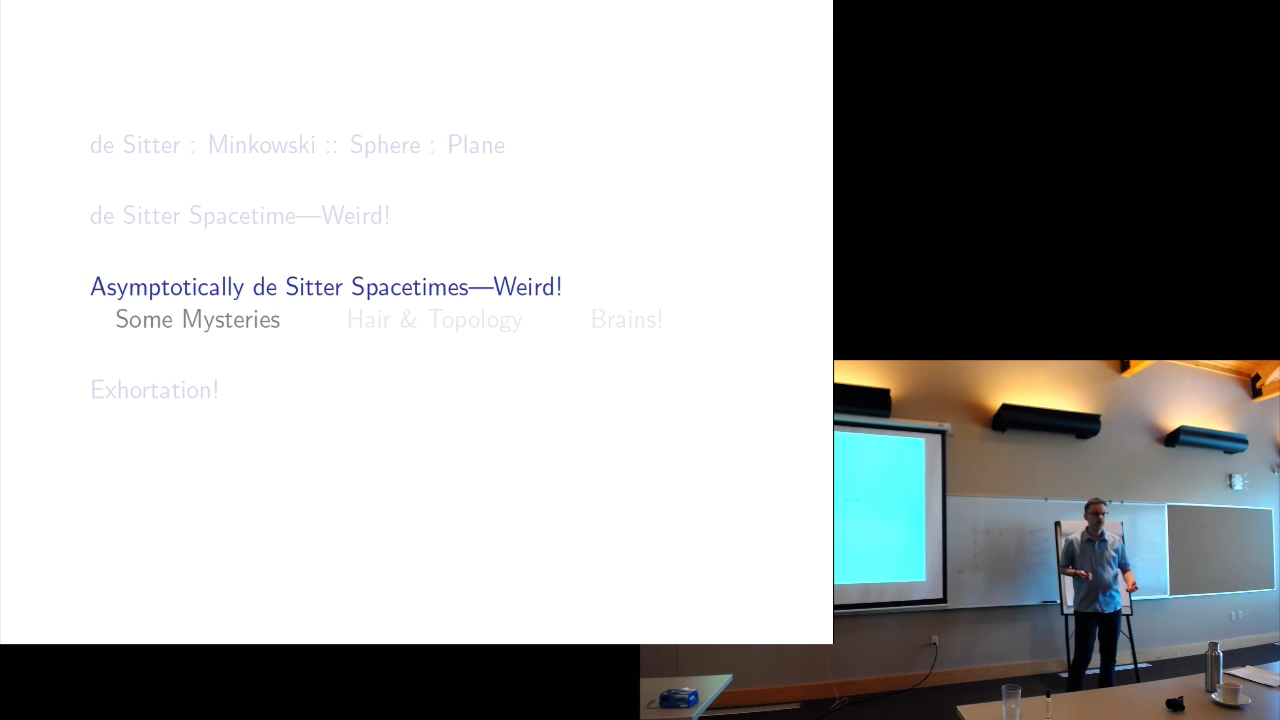 de Sitter : Minkowski :: Sphere : Plane
de Sitter Spacetime—Weird!
Asymptotically de Sitter Spacetimes—Weird!
Some Mysteries Hair & Topology Brains!
Exhortation!